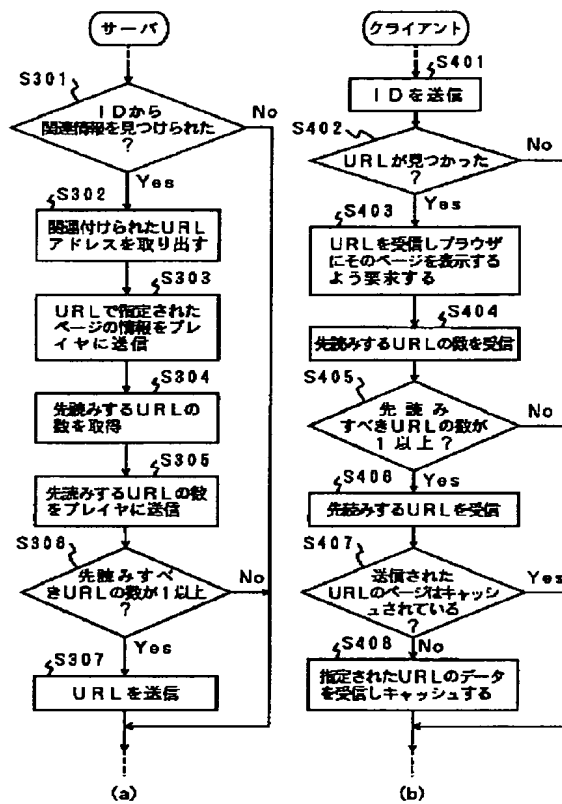 サーバ
S301
IDから
関連情報を見つけられた
?
No
Yes
S302
関連付けられたURL
アドレスを取り出す
S303
URLで指定された
ページの情報をプレイ
ヤに送信
S304
先読みするURLの
数を取得
S305
先読みするURLの数
をプレイヤに送信
S306
先読みすべ
きURLの数が1以上
?
No
Yes
S307
URLを送信
(a)
クライアント
S401
IDを送信
S402
URLが見つかった
?
No
Yes
S403
URLを受信しブラウザ
にそのページを表示する
よう要求する
S404
先読みするURLの数を受信
S405
先読み
すべきURLの数が
1以上?
No
Yes
S406
先読みするURLを受信
S407
送信された
URLのページはキャッシ
ュされている
?
Yes
No
S408
指定されたURLのデータ
を受信しキャッシュする
(b)